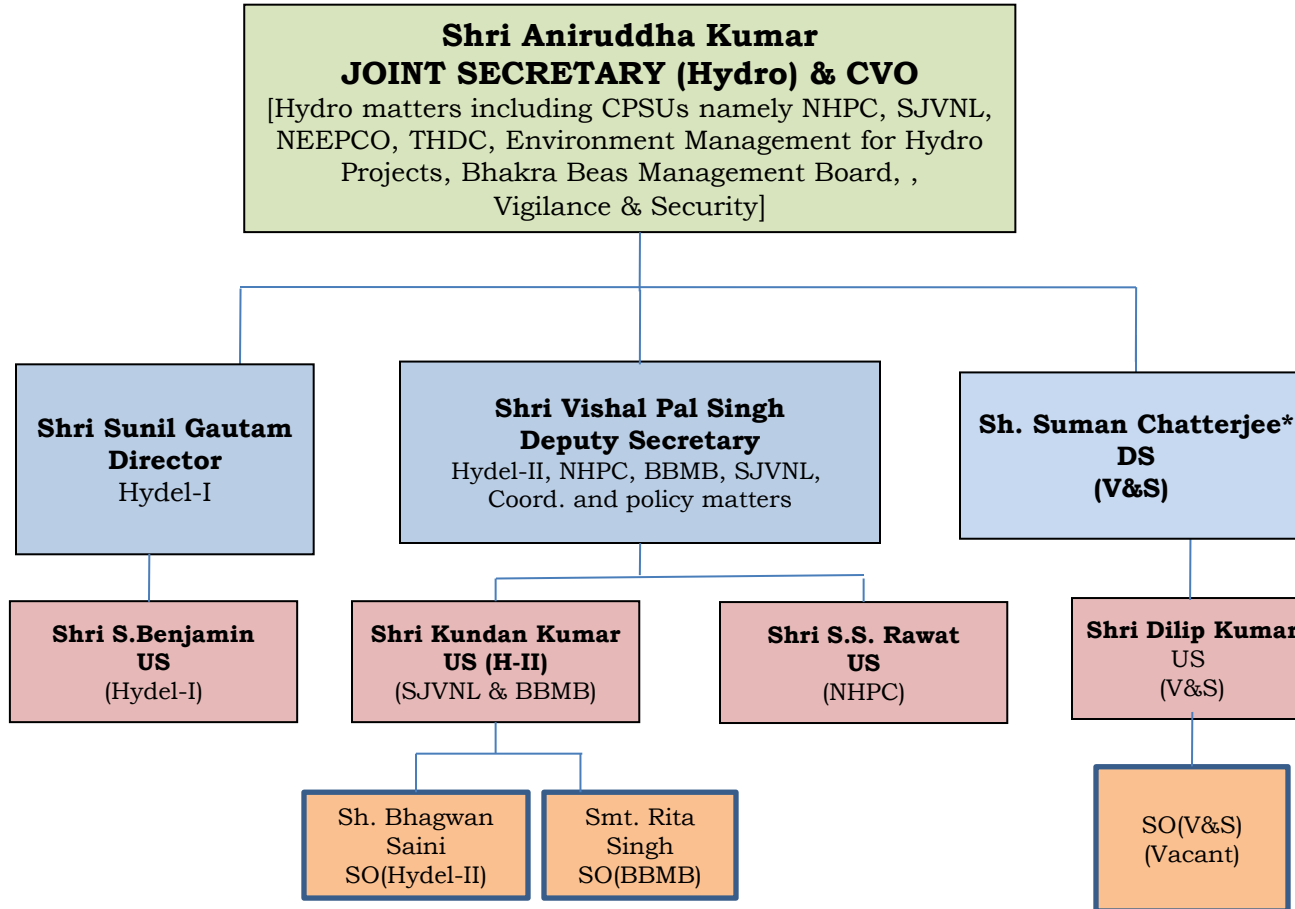 Shri Aniruddha Kumar
JOINT SECRETARY (Hydro) & CVO
[Hydro matters including CPSUs namely NHPC, SJVNL,
NEEPCO, THDC, Environment Management for Hydro
Projects, Bhakra Beas Management Board, ,
Vigilance & Security]
Shri Sunil Gautam
Director
Hydel-I
Shri Vishal Pal Singh
Deputy Secretary
Hydel-II, NHPC, BBMB, SJVNL,
Coord. and policy matters
Sh. Suman Chatterjee*
DS
(V&S)
Shri S.Benjamin
US
(Hydel-I)
Shri Kundan Kumar
US (H-II)
(SJVNL & BBMB)
Shri S.S. Rawat
US
(NHPC)
Shri Dilip Kumar
US
(V&S)
Sh. Bhagwan
Saini
SO(Hydel-II)
Smt. Rita
Singh
SO(BBMB)
SO(V&S)
(Vacant)